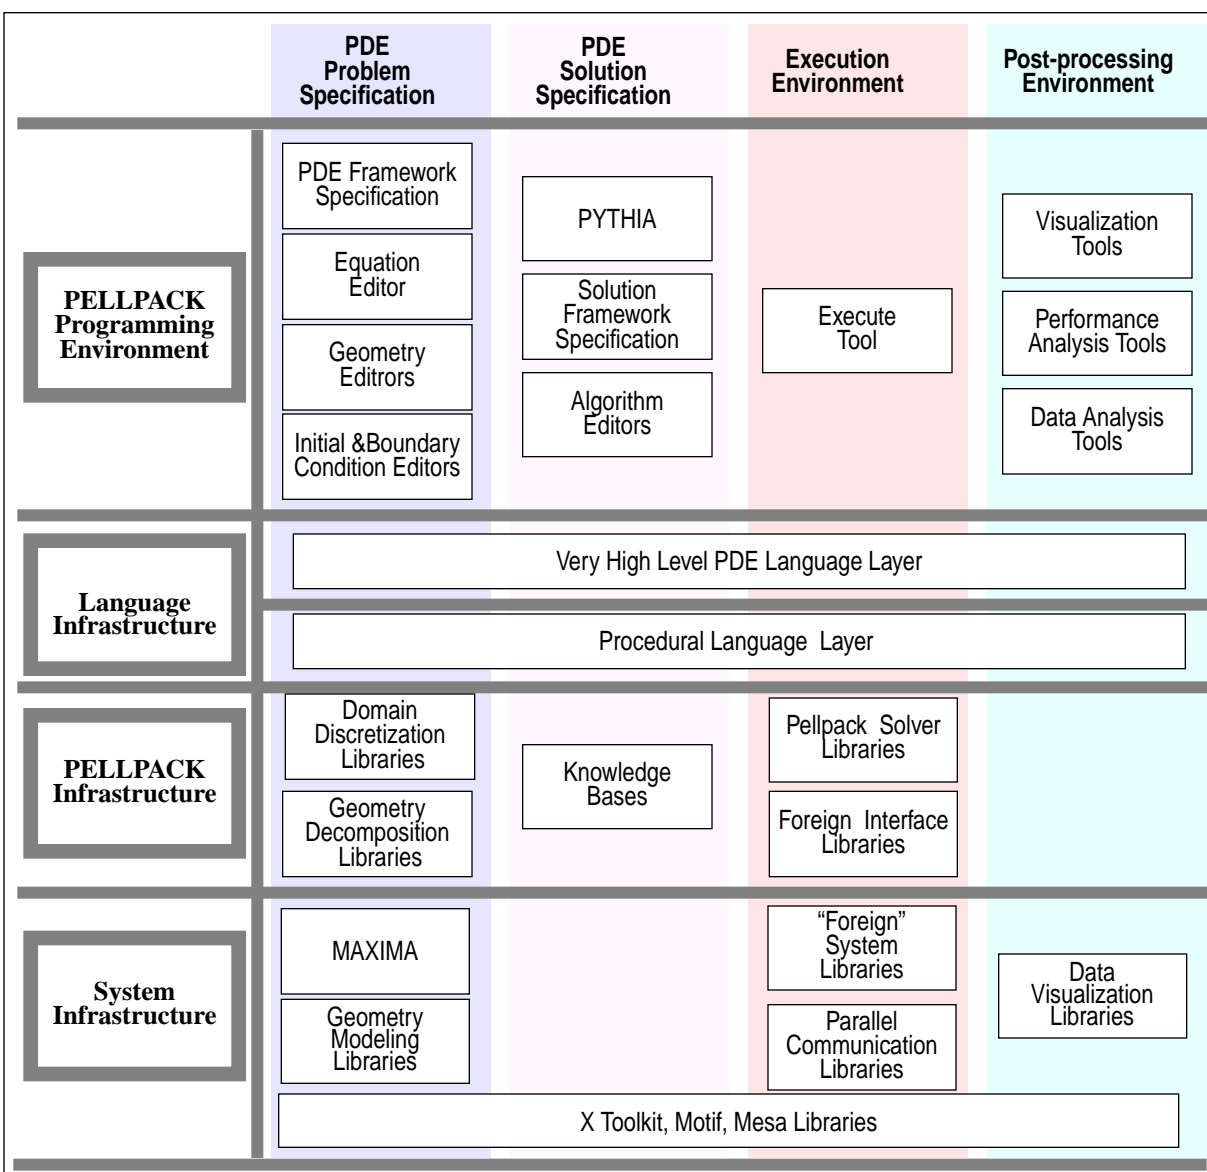 PDE
Problem
Specification
PDE
Solution
Specification
Execution
Environment
Post-processing
Environment
PELLPACK
Programming
Environment
PDE Framework
Specification
Equation
Editor
Geometry
Editrors
Initial &Boundary
Condition Editors
PYTHIA
Solution
Framework
Specification
Algorithm
Editors
Execute
Tool
Visualization
Tools
Performance
Analysis Tools
Data Analysis
Tools
Language
Infrastructure
Very High Level PDE Language Layer
Procedural Language Layer
PELLPACK
Infrastructure
Domain
Discretization
Libraries
Geometry
Decomposition
Libraries
Knowledge
Bases
Pellpack Solver
Libraries
Foreign Interface
Libraries
System
Infrastructure
MAXIMA
Geometry
Modeling
Libraries
“Foreign”
System
Libraries
Parallel
Communication
Libraries
Data
Visualization
Libraries
X Toolkit, Motif, Mesa Libraries